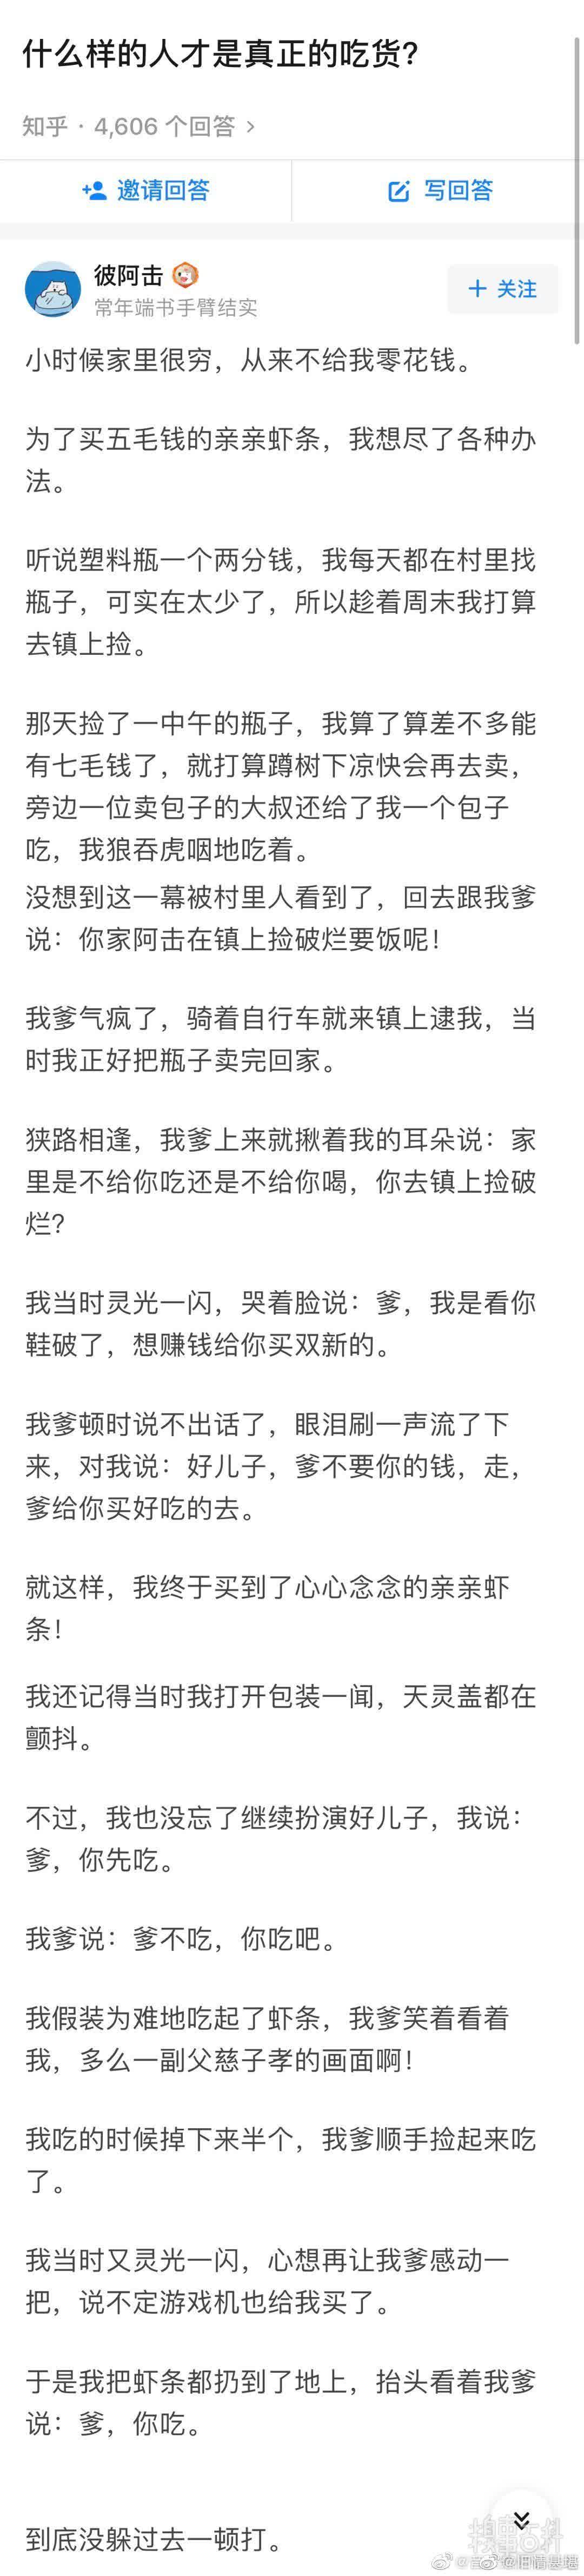 什么样的人才是真正的吃货?
知乎 · 4,606 个回答 >
邀请回答
写回答
彼阿击
常年端书手臂结实
+ 关注
小时候家里很穷，从来不给我零花钱。
为了买五毛钱的亲亲虾条，我想尽了各种办
法。
听说塑料瓶一个两分钱，我每天都在村里找
瓶子，可实在太少了，所以趁着周末我打算
去镇上捡。
那天捡了一中午的瓶子，我算了算差不多能
有七毛钱了，就打算蹲树下凉快会再去卖，
旁边一位卖包子的大叔还给了我一个包子
吃，我狼吞虎咽地吃着。
没想到这一幕被村里人看到了，回去跟我爹
说：你家阿击在镇上捡破烂要饭呢！
我爹气疯了，骑着自行车就来镇上逮我，当
时我正好把瓶子卖完回家。
狭路相逢，我爹上来就揪着我的耳朵说：家
里是不给你吃还是不给你喝，你去镇上捡破
烂?
我当时灵光一闪，哭着脸说：爹，我是看你
鞋破了，想赚钱给你买双新的。
我爹顿时说不出话了，眼泪刷一声流了下
来，对我说：好儿子，爹不要你的钱，走，
爹给你买好吃的去。
就这样，我终于买到了心心念念的亲亲虾
条！
我还记得当时我打开包装一闻，天灵盖都在
颤抖。
不过，我也没忘了继续扮演好儿子，我说：
爹，你先吃。
我爹说：爹不吃，你吃吧。
我假装为难地吃起了虾条，我爹笑着看着
我，多么一副父慈子孝的画面啊！
我吃的时候掉下来半个，我爹顺手捡起来吃
了。
我当时又灵光一闪，心想再让我爹感动一
把，说不定游戏机也给我买了。
于是我把虾条都扔到了地上，抬头看着我爹
说：爹，你吃。
到底没躲过去一顿打。